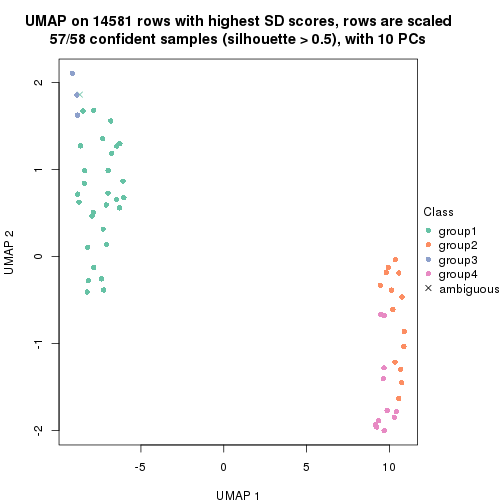 UMAP on 14581 rows with highest SD scores, rows are scaled
57/58 confident samples (silhouette > 0.5), with 10 PCs
2
1
0
-1
-2
UMAP 2
-5
0
5
10
UMAP 1
Class
group1
group2
group3
group4
ambiguous